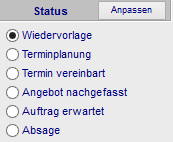 Status Anpassen
Wiedervorlage
Terminplanung
Termin vereinbart
Angebot nachgefasst
Auftrag erwartet
Absage